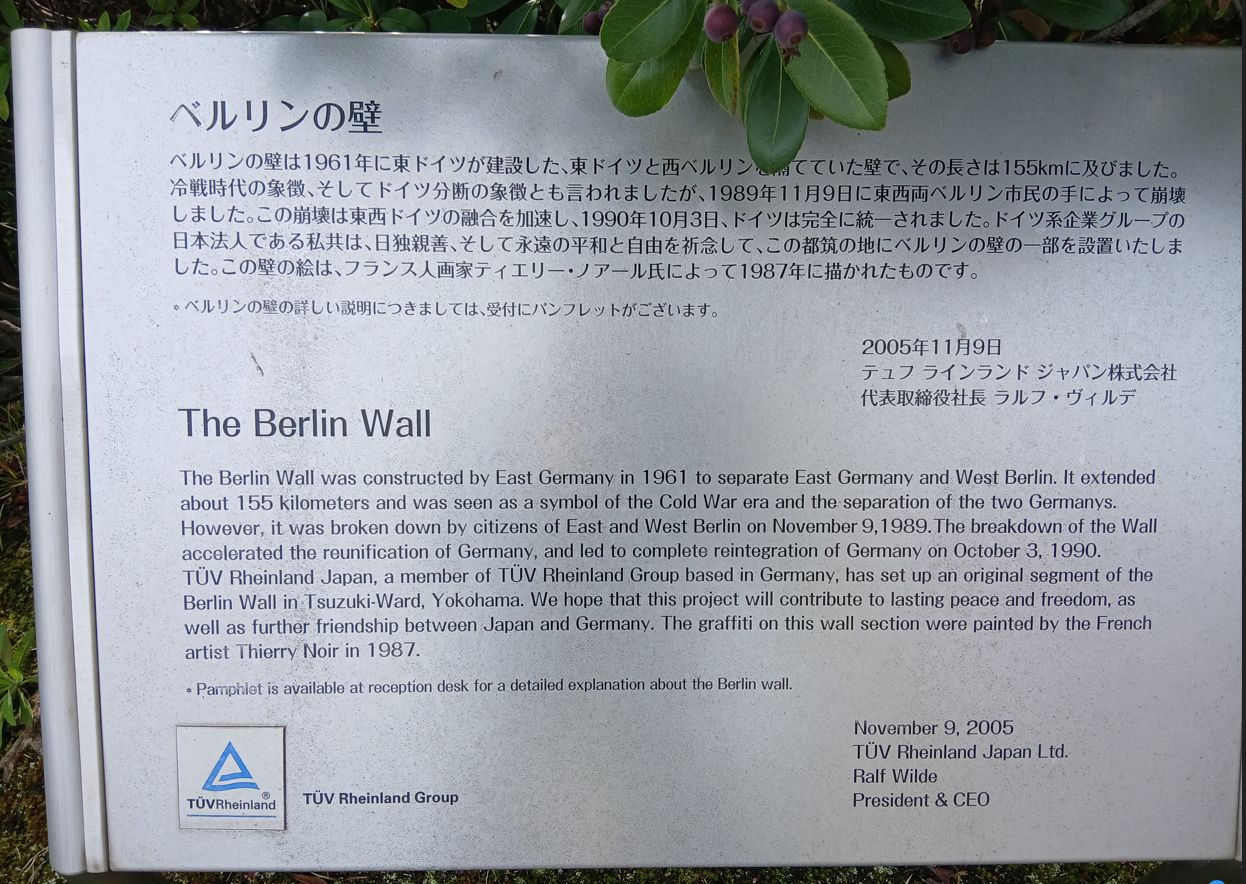 ベルリンの壁
ベルリンの壁は1961年に東ドイツが建設した、東ドイツと西ベルリンを隔てていた壁で、その長さは155kmに及びました。
冷戦時代の象徴、そしてドイツ分断の象徴とも言われましたが、1989年11月9日に東西両ベルリン市民の手によって崩壊
しました。この崩壊は東西ドイツの融合を加速し、1990年10月3日、ドイツは完全に統一されました。ドイツ系企業グループの
日本法人である私共は、日独親善、そして永遠の平和と自由を祈念して、この都筑の地にベルリンの壁の一部を設置いたしま
した。この壁の絵は、フランス人画家ティエリー・ノアール氏によって1987年に描かれたものです。
* ベルリンの壁の詳しい説明につきましては、受付にパンフレットがございます。
2005年11月9日
テュフ ラインランド ジャパン株式会社
代表取締役社長 ラルフ・ヴィルデ
The Berlin Wall
The Berlin Wall was constructed by East Germany in 1961 to separate East Germany and West Berlin. It extended
about 155 kilometers and was seen as a symbol of the Cold War era and the separation of the two Germanys.
However, it was broken down by citizens of East and West Berlin on November 9,1989.The breakdown of the Wall
accelerated the reunification of Germany, and led to complete reintegration of Germany on October 3, 1990.
TÜV Rheinland Japan, a member of TÜV Rheinland Group based in Germany, has set up an original segment of the
Berlin Wall in Tsuzuki-Ward, Yokohama. We hope that this project will contribute to lasting peace and freedom, as
well as further friendship between Japan and Germany. The graffiti on this wall section were painted by the French
artist Thierry Noir in 1987.
* Pamphlet is available at reception desk for a detailed explanation about the Berlin wall.
November 9, 2005
TÜV Rheinland Japan Ltd.
Ralf Wilde
President & CEO
TÜVRheinland®
TÜV Rheinland Group